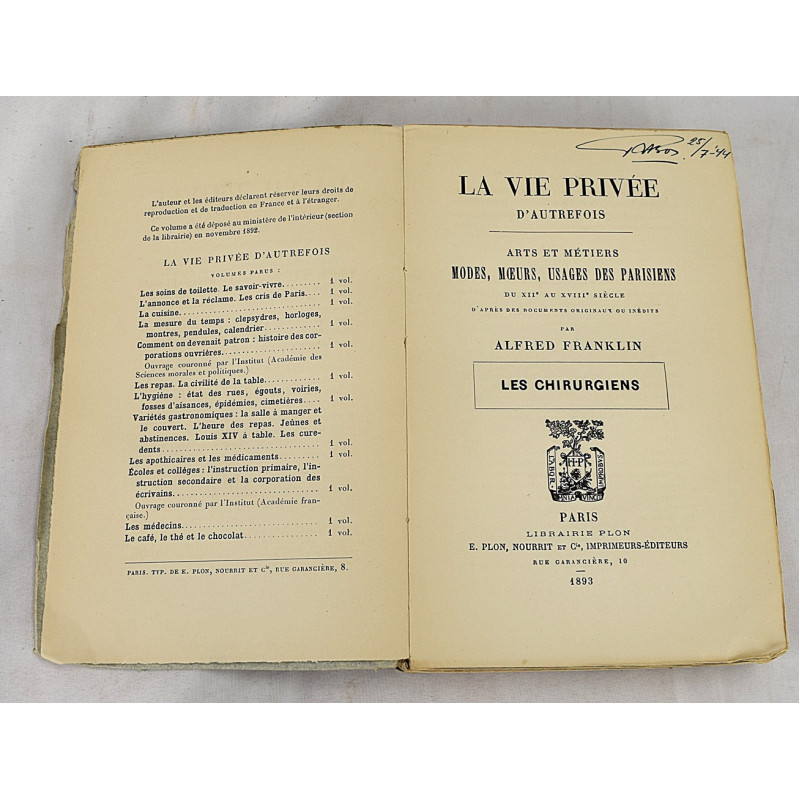 L'auteur et les éditeurs déclarent réserver leurs droits de
reproduction et de traduction en France et à l'étranger.
Ce volume a été déposé au ministère de l'intérieur (section
de la librairie) en novembre 1892.
LA VIE PRIVÉE D'AUTREFOIS
VOLUMES PARUS :
Les soins de toilette. Le savoir-vivre........ 1 vol.
L'annonce et la réclame. Les cris de Paris.... 1 vol.
La cuisine........ 1 vol.
La mesure du temps : clepsydres, horloges,
montres, pendules, calendrier........ 1 vol.
Comment on devenait patron : histoire des cor-
porations ouvrières........ 1 vol.
Ouvrage couronné par l'Institut (Académie des
Sciences morales et politiques.)
Les repas. La civilité de la table........ 1 vol.
L'hygiène : état des rues, égouts, voiries,
fosses d'aisances, épidémies, cimetières.... 1 vol.
Variétés gastronomiques : la salle à manger et
le couvert. L'heure des repas. Jeûnes et
abstinences. Louis XIV à table. Les cure-
dents........ 1 vol.
Les apothicaires et les médicaments........ 1 vol.
Écoles et colléges : l'instruction primaire, l'in-
struction secondaire et la corporation des
écrivains........ 1 vol.
Ouvrage couronné par l'Institut (Académie fran-
çaise.)
Les médecins........ 1 vol.
Le café, le thé et le chocolat........ 1 vol.
PARIS. TYP. DE E. PLON, NOURRIT ET Cie, RUE GARANCIÈRE, 8.
25/7-44
LA VIE PRIVÉE
D'AUTREFOIS
ARTS ET MÉTIERS
MODES, MŒURS, USAGES DES PARISIENS
DU XIIe AU XVIIIe SIÈCLE
D'APRÈS DES DOCUMENTS ORIGINAUX OU INÉDITS
PAR
ALFRED FRANKLIN
LES CHIRURGIENS
LABOR
H·P
IMPROBVS
OMNIA VINCIT
PARIS
LIBRAIRIE PLON
E. PLON, NOURRIT ET Cie, IMPRIMEURS-ÉDITEURS
RUE GARANCIÈRE, 10
1893